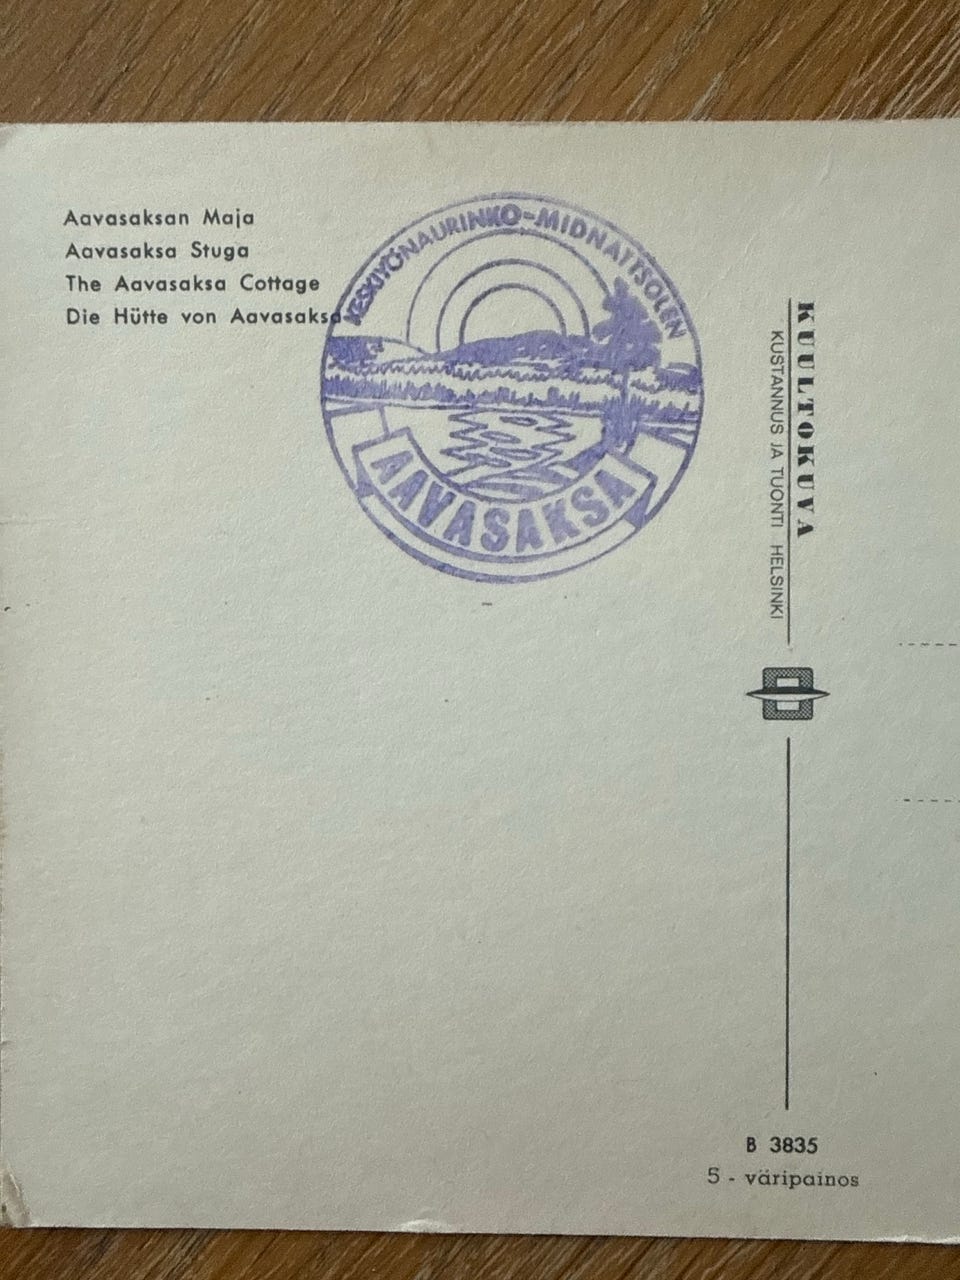 Aavasaksan Maja
Aavasaksa Stuga
The Aavasaksa Cottage
Die Hütte von Aavasaksa
KESKIYÖNAURINKO-MIDNATTSOLEN
AAVASAKSA
KUULTOKUVA
KUSTANNUS JA TUONTI HELSINKI
B 3835
5 - väripainos